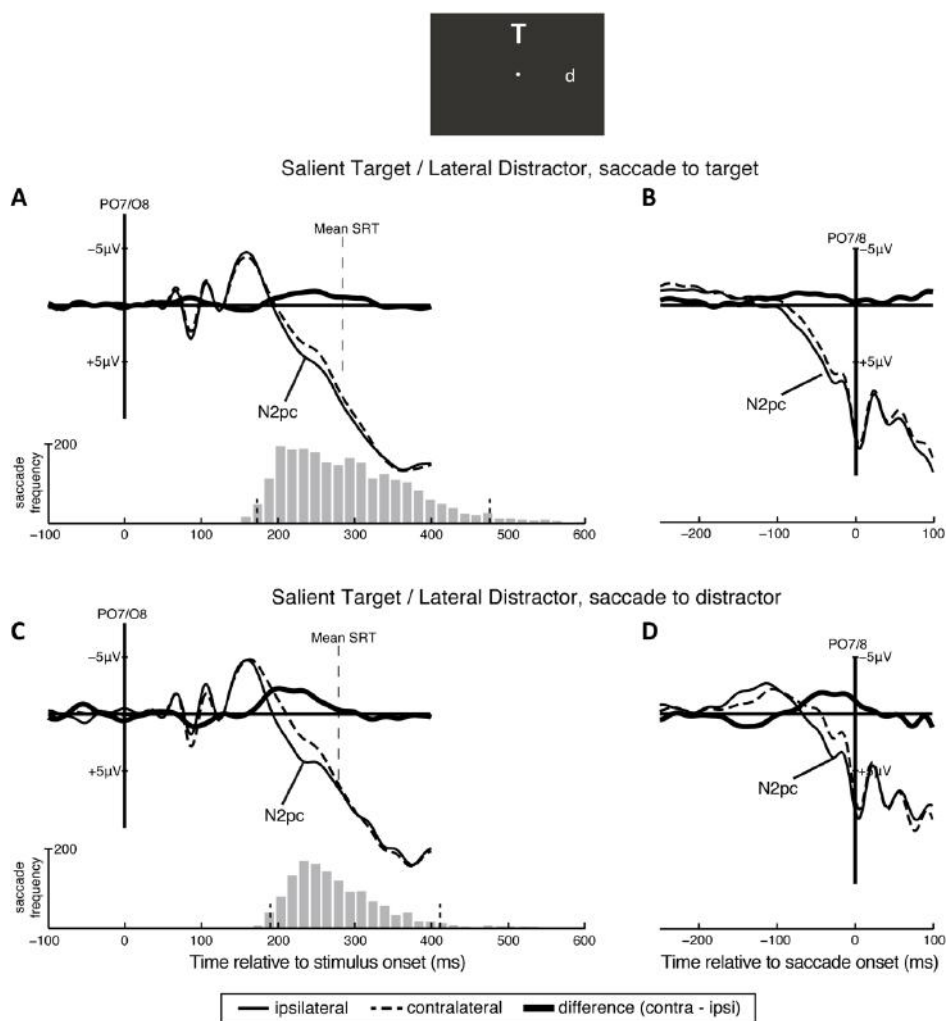 T
d
Salient Target / Lateral Distractor, saccade to target
A
PO7/O8
−5µV
+5µV
Mean SRT
N2pc
200
saccade
frequency
-100 0 100 200 300 400 500 600
B
PO7/8
−5µV
+5µV
N2pc
−200 −100 0 100
Salient Target / Lateral Distractor, saccade to distractor
C
PO7/O8
−5µV
+5µV
Mean SRT
N2pc
200
saccade
frequency
-100 0 100 200 300 400 500 600
Time relative to stimulus onset (ms)
D
PO7/8
−5µV
+5µV
N2pc
−200 −100 0 100
Time relative to saccade onset (ms)
ipsilateral contralateral difference (contra - ipsi)